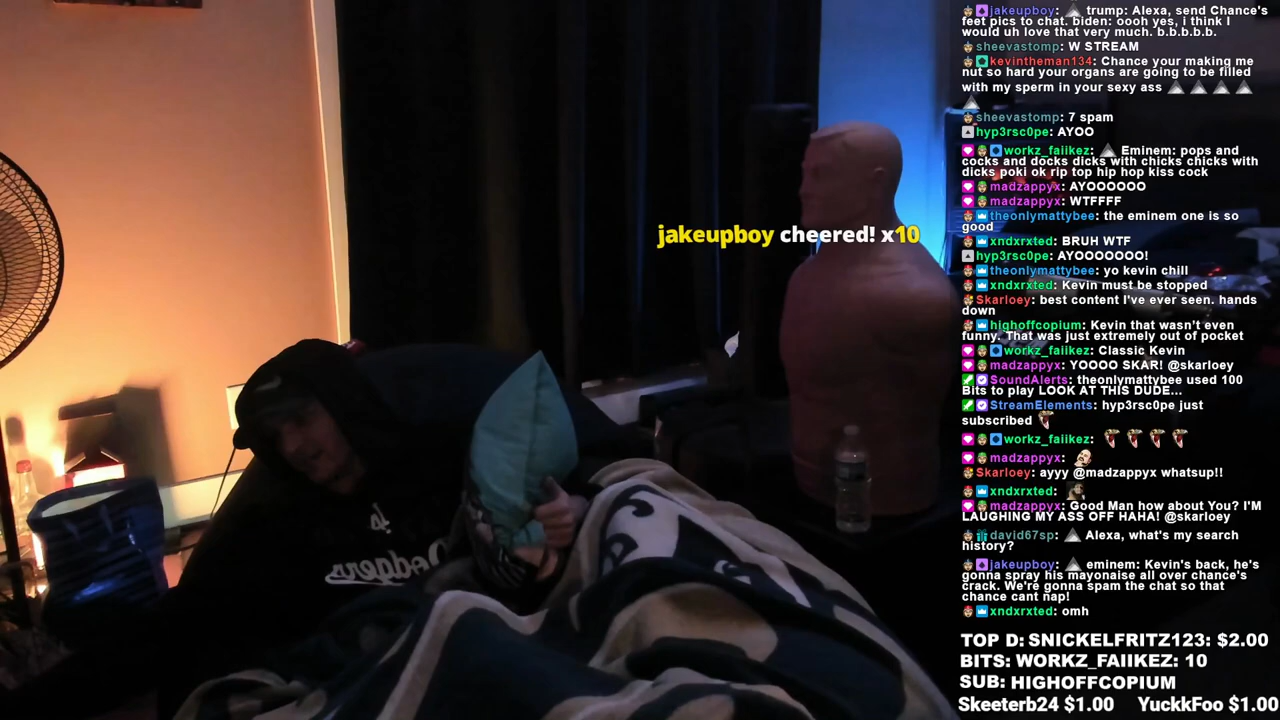 jakeupboy: trump: Alexa, send Chance's
feet pics to chat. biden: oooh yes, i think I
would uh love that very much. b.b.b.b.b.
sheevastomp: W STREAM
kevintheman134: Chance your making me
nut so hard your organs are going to be filled
with my sperm in your sexy ass
sheevastomp: 7 spam
hyp3rsc0pe: AYOO
workz_faiikez: Eminem: pops and
cocks and docks dicks with chicks chicks with
dicks poki ok rip top hip hop kiss cock
madzappyx: AYOOOOOO
madzappyx: WTFFFF
theonlymattybee: the eminem one is so
good
jakeupboy cheered! x10
xndxrxted: BRUH WTF
hyp3rsc0pe: AYOOOOOOO!
theonlymattybee: yo kevin chill
xndxrxted: Kevin must be stopped
Skarloey: best content I've ever seen. hands
down
highoffcopium: Kevin that wasn't even
funny. That was just extremely out of pocket
workz_faiikez: Classic Kevin
madzappyx: YOOOO SKAR! @skarloey
SoundAlerts: theonlymattybee used 100
Bits to play LOOK AT THIS DUDE...
StreamElements: hyp3rsc0pe just
subscribed
workz_faiikez:
madzappyx:
Skarloey: ayyy @madzappyx whatsup!!
xndxrxted:
madzappyx: Good Man how about You? I'M
LAUGHING MY ASS OFF HAHA! @skarloey
david67sp: Alexa, what's my search
history?
jakeupboy: eminem: Kevin's back, he's
gonna spray his mayonaise all over chance's
crack. We're gonna spam the chat so that
chance cant nap!
xndxrxted: omh
LA
Dodgers
TOP D: SNICKELFRITZ123: $2.00
BITS: WORKZ_FAIIKEZ: 10
SUB: HIGHOFFCOPIUM
Skeeterb24 $1.00 YuckkFoo $1.00